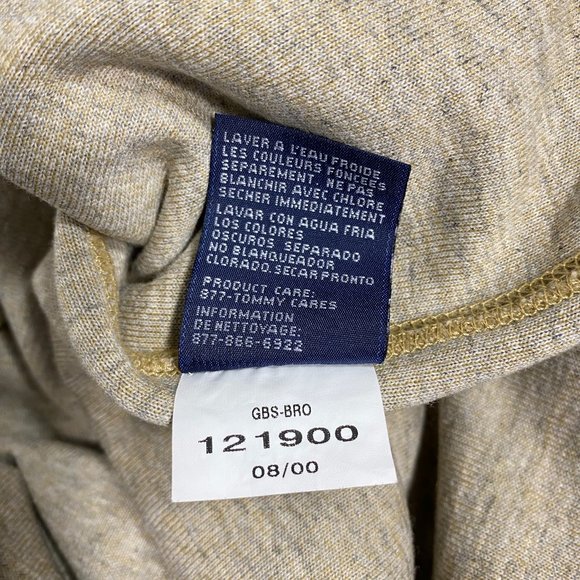 LAVER A L'EAU FROIDE
LES COULEURS FONCEES
SEPAREMENT NE PAS
BLANCHIR AVEC CHLORE
SECHER IMMEDIATEMENT
LAVAR CON AGUA FRIA
LOS COLORES
OSCUROS SEPARADO
NO BLANQUEADOR
CLORADO. SECAR PRONTO
PRODUCT CARE:
877-TOMMY CARES
INFORMATION
DE NETTOYAGE:
877-866-6922
GBS-BRO
121900
08/00